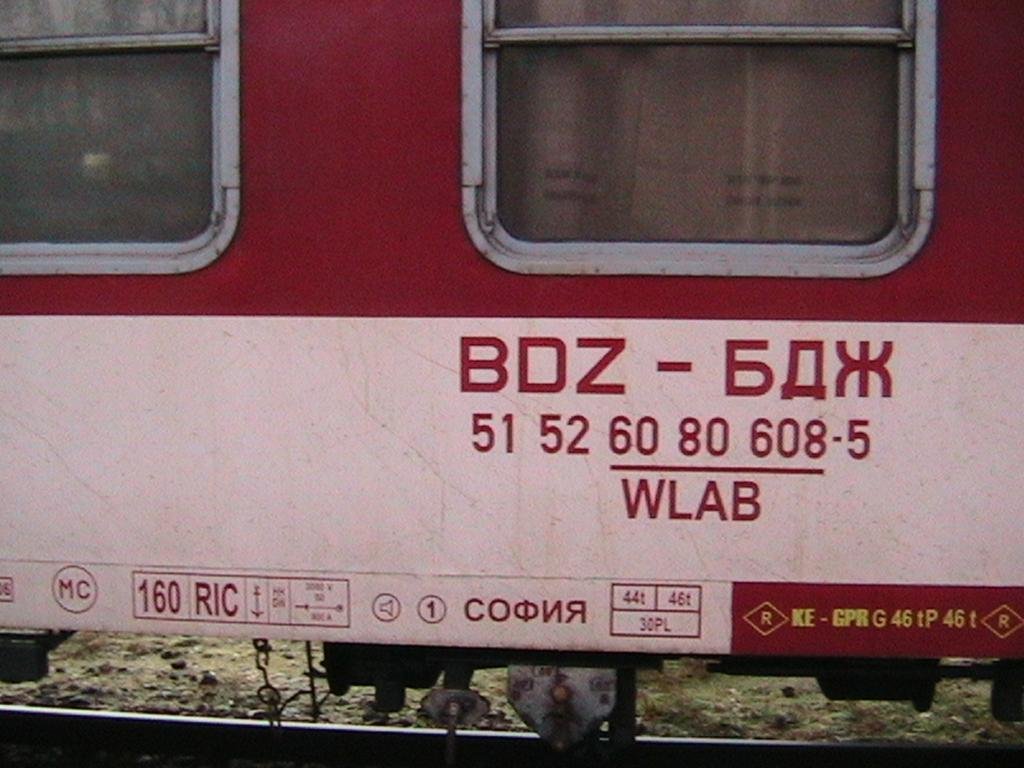 BDZ - БДЖ
51 52 60 80 608-5
WLAB
MC
160 RIC
1 СОФИЯ
44t 46t
30PL
R KE - GPR G 46 t P 46 t R